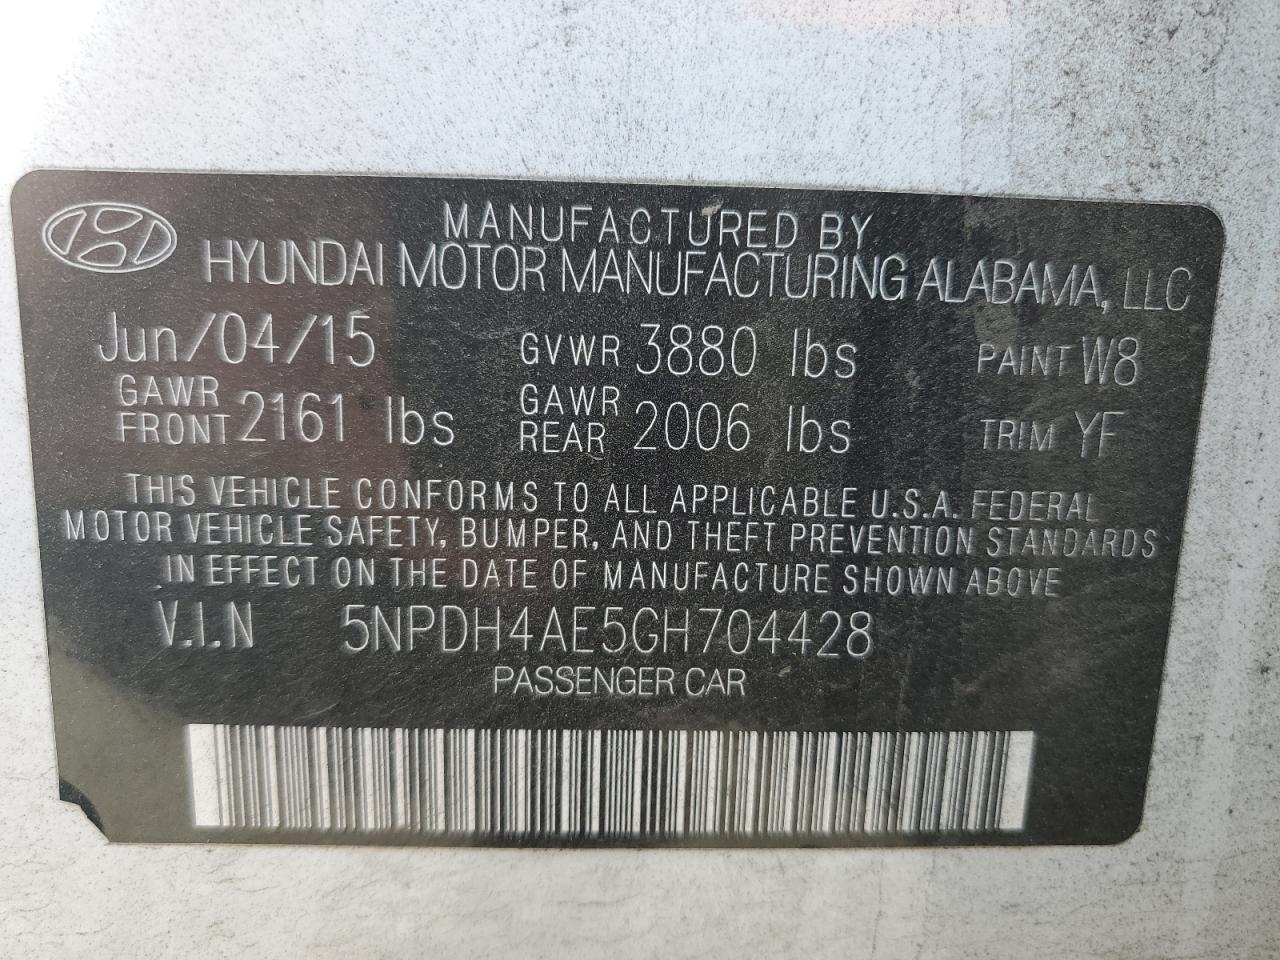 MANUFACTURED BY
HYUNDAI MOTOR MANUFACTURING ALABAMA, LLC
Jun/04/15 GVWR 3880 lbs PAINT W8
GAWR FRONT 2161 lbs GAWR REAR 2006 lbs TRIM YF
THIS VEHICLE CONFORMS TO ALL APPLICABLE U.S.A. FEDERAL
MOTOR VEHICLE SAFETY, BUMPER, AND THEFT PREVENTION STANDARDS
IN EFFECT ON THE DATE OF MANUFACTURE SHOWN ABOVE
V.I.N 5NPDH4AE5GH704428
PASSENGER CAR